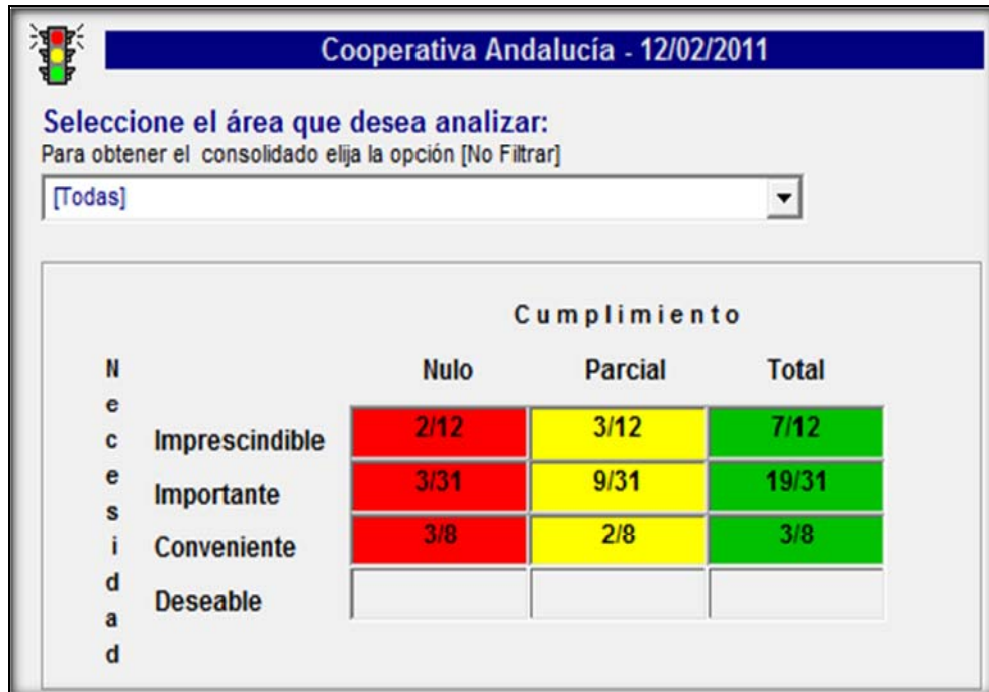 Cooperativa Andalucía - 12/02/2011
Seleccione el área que desea analizar:
Para obtener el consolidado elija la opción [No Filtrar]
[Todas]
Cumplimiento
Nulo Parcial Total
Necesidad
Imprescindible 2/12 3/12 7/12
Importante 3/31 9/31 19/31
Conveniente 3/8 2/8 3/8
Deseable